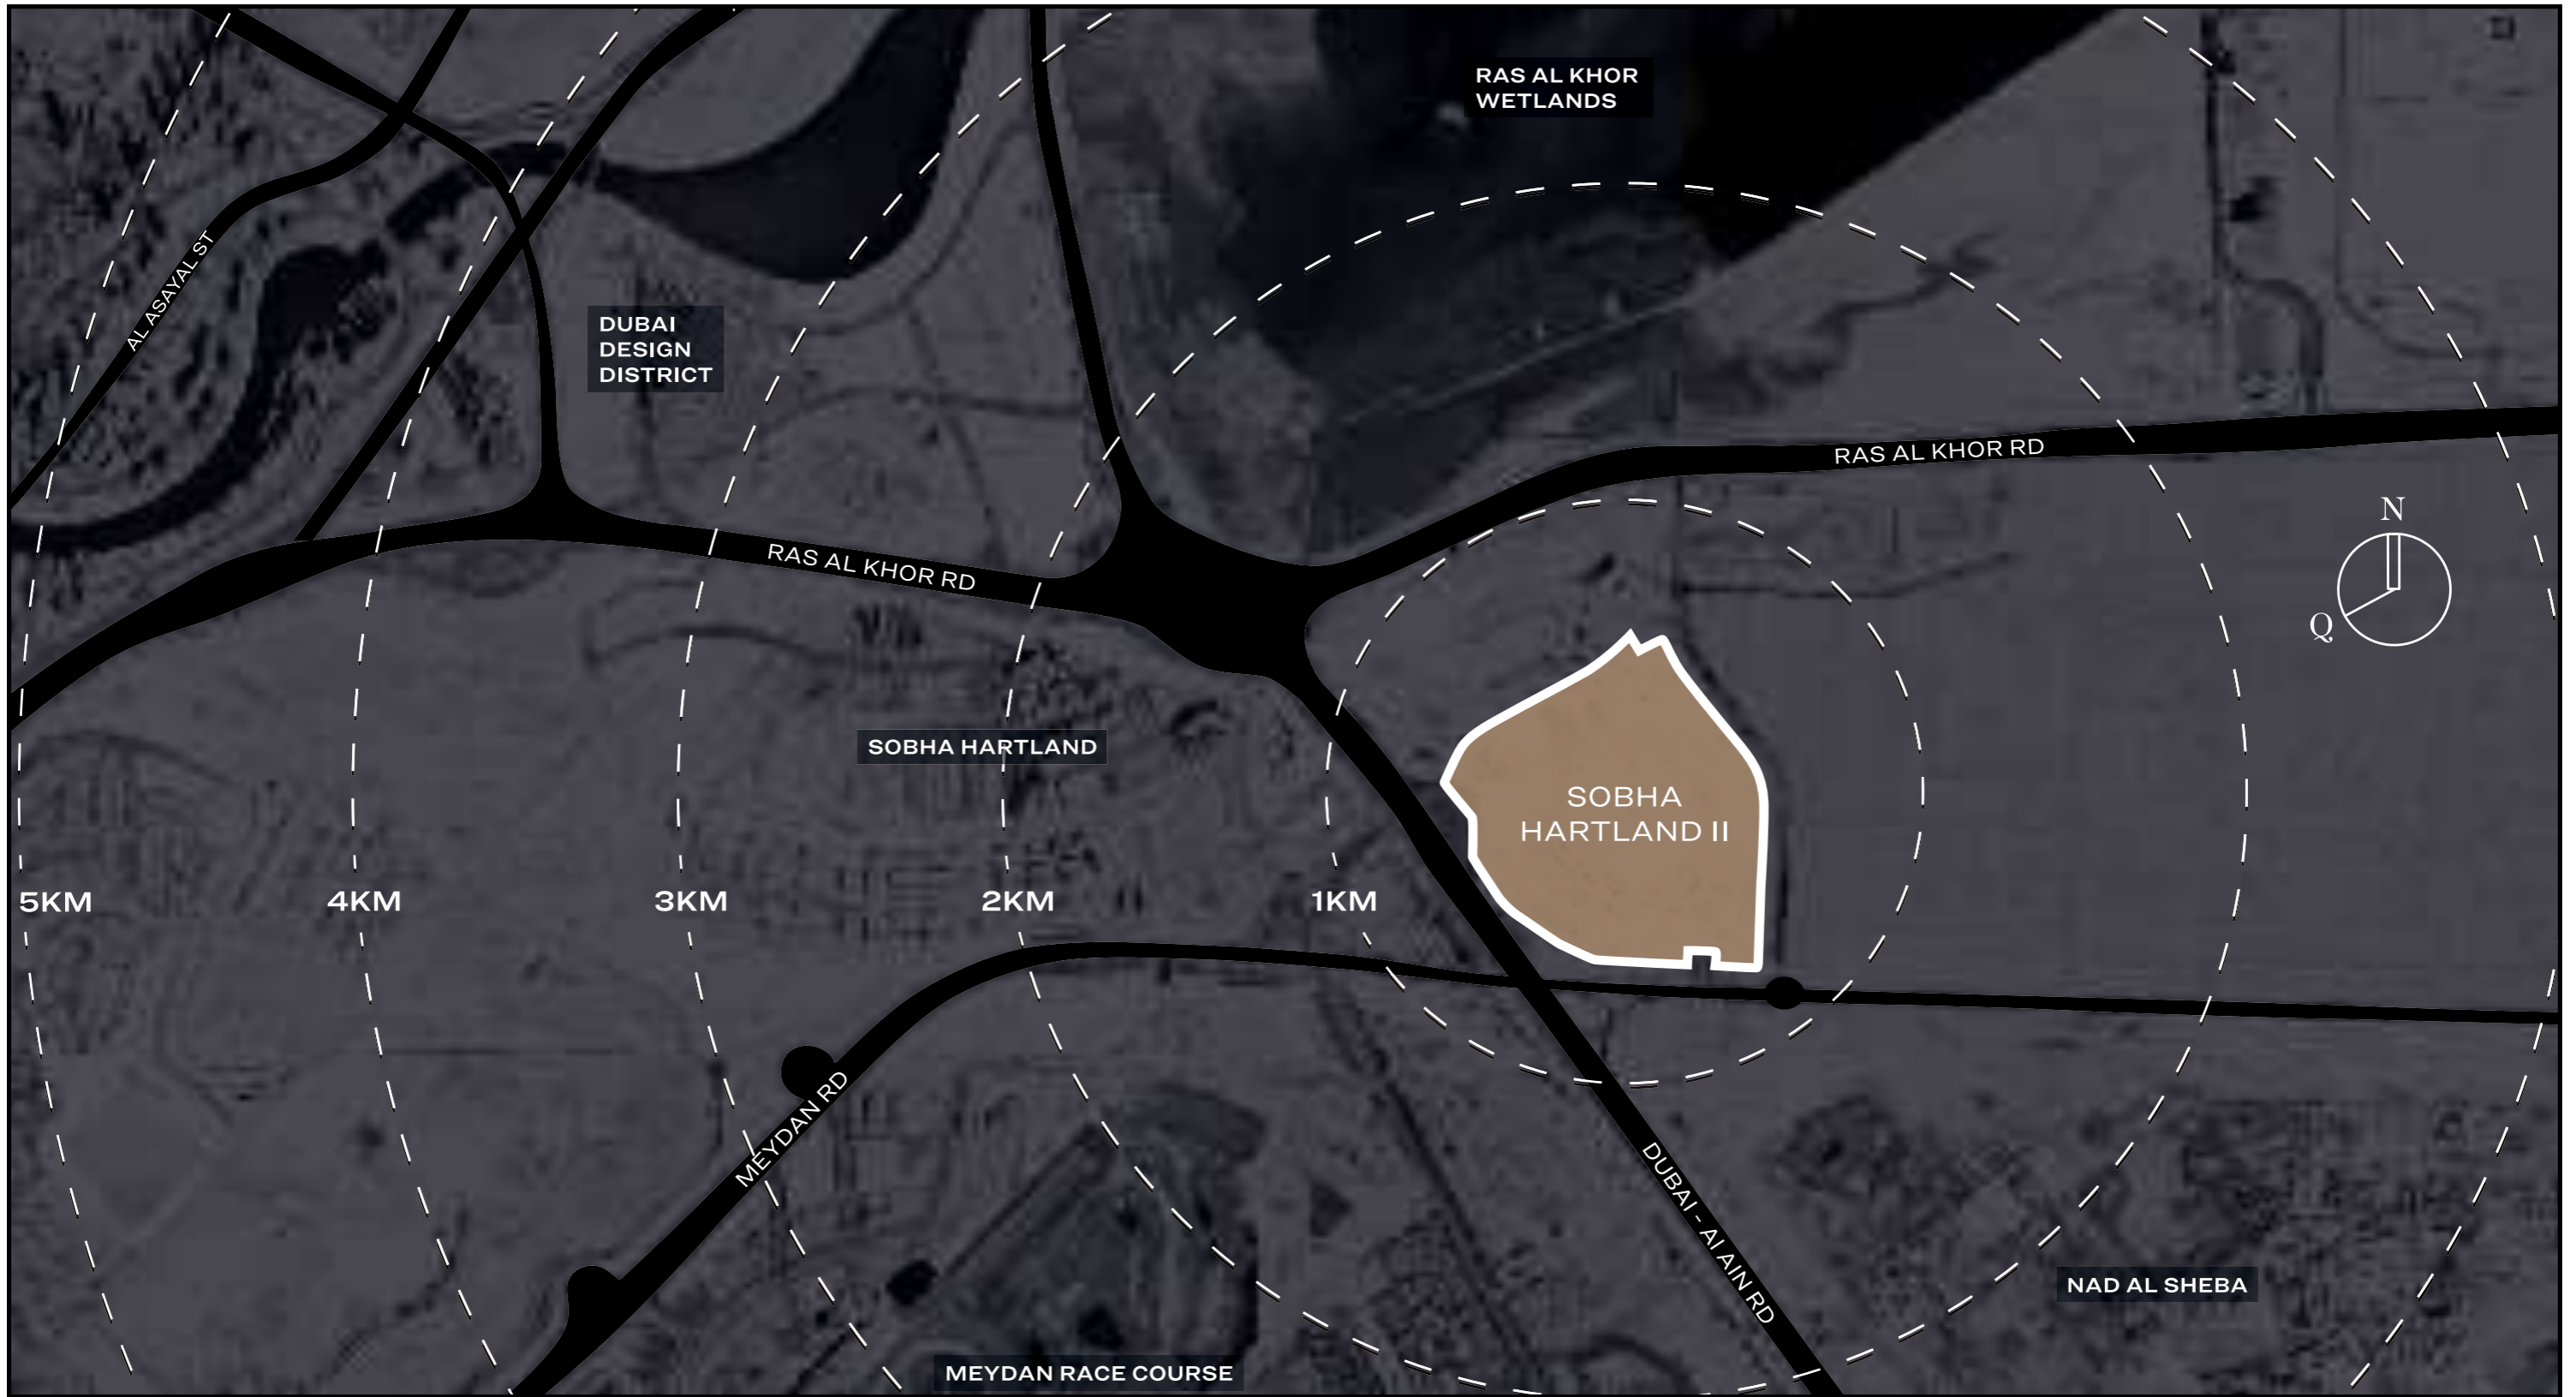 RAS AL KHOR
WETLANDS
AL ASAYAL ST
DUBAI
DESIGN
DISTRICT
RAS AL KHOR RD
N
Q
RAS AL KHOR RD
SOBHA HARTLAND
SOBHA
HARTLAND II
5KM
4KM
3KM
2KM
1KM
MEYDAN RD
DUBAI - AI AIN RD
NAD AL SHEBA
MEYDAN RACE COURSE